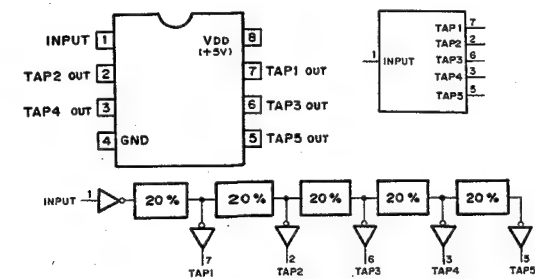 INPUT 1
TAP2 OUT 2
TAP4 OUT 3
4 GND
VDD 8
(+5V)
7 TAP1 OUT
6 TAP3 OUT
5 TAP5 OUT
1 INPUT
TAP1 7
TAP2 2
TAP3 6
TAP4 3
TAP5 5
INPUT 1 20% 20% 20% 20% 20%
7 2 6 3 5
TAP1 TAP2 TAP3 TAP4 TAP5